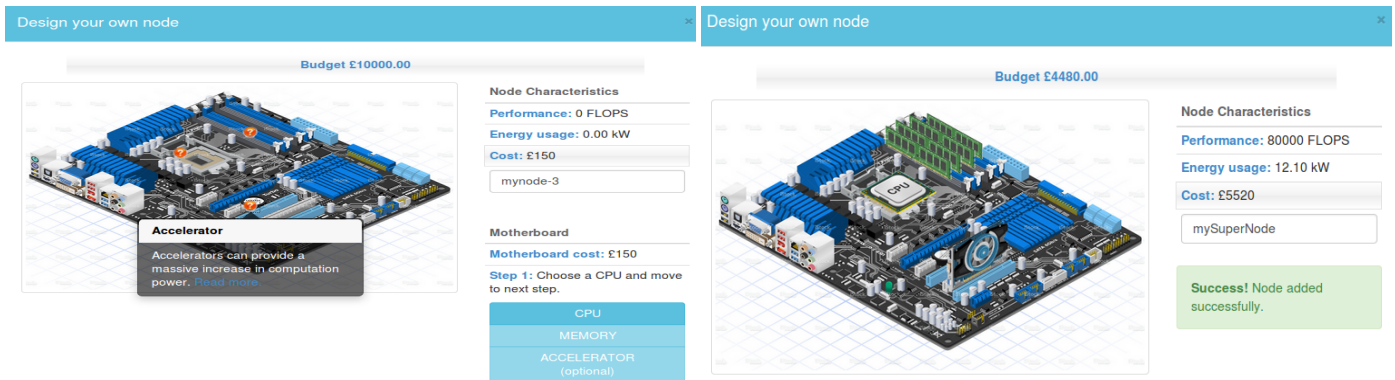 Design your own node
×
Budget £10000.00
?
?
?
Accelerator
Accelerators can provide a
massive increase in computation
power. Read more.
Node Characteristics
Performance: 0 FLOPS
Energy usage: 0.00 kW
Cost: £150
mynode-3
Motherboard
Motherboard cost: £150
Step 1: Choose a CPU and move
to next step.
CPU
MEMORY
ACCELERATOR
(optional)
Design your own node
×
Budget £4480.00
CPU
Node Characteristics
Performance: 80000 FLOPS
Energy usage: 12.10 kW
Cost: £5520
mySuperNode
Success! Node added
successfully.